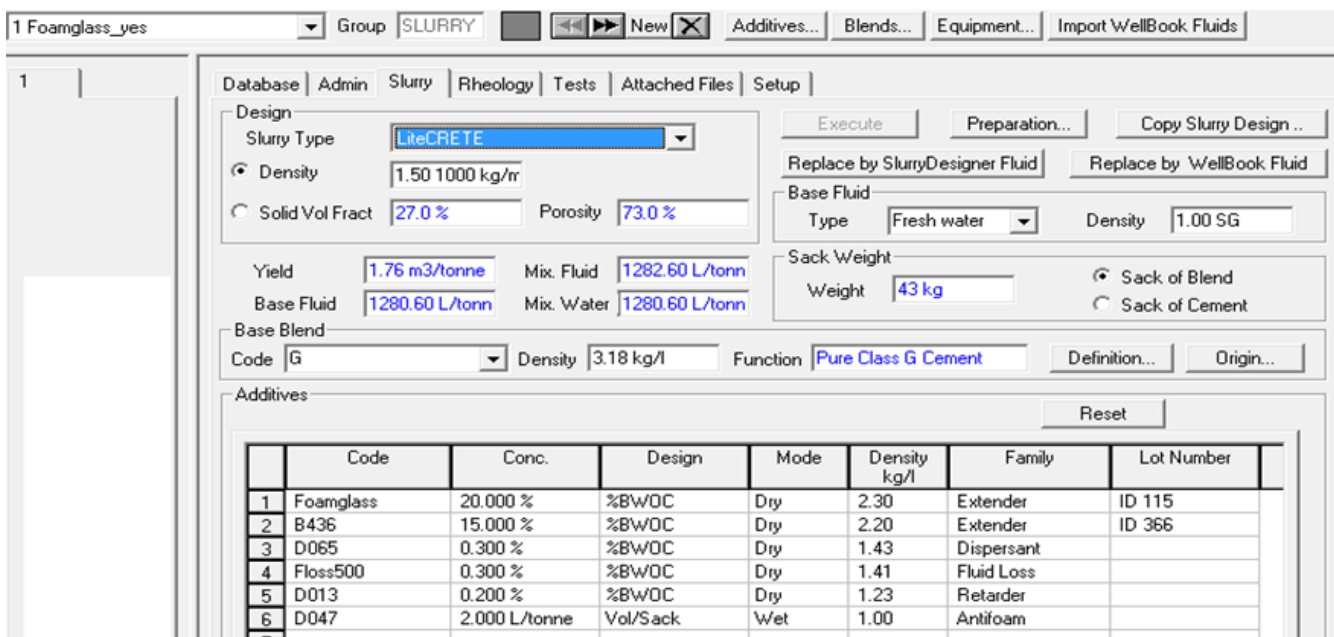 1 Foamglass_yes Group SLURRY New Additives... Blends... Equipment... Import WellBook Fluids
1
Database Admin Slurry Rheology Tests Attached Files Setup
Design
Slurry Type LiteCRETE
Execute Preparation... Copy Slurry Design ..
Density 1.50 1000 kg/m
Replace by SlurryDesigner Fluid Replace by WellBook Fluid
Solid Vol Fract 27.0 % Porosity 73.0 %
Base Fluid
Type Fresh water Density 1.00 SG
Yield 1.76 m3/tonne Mix. Fluid 1282.60 L/tonn
Base Fluid 1280.60 L/tonn Mix. Water 1280.60 L/tonn
Sack Weight
Weight 43 kg
Sack of Blend
Sack of Cement
Base Blend
Code G Density 3.18 kg/l Function Pure Class G Cement Definition... Origin...
Additives
Reset
Code Conc. Design Mode Density kg/l Family Lot Number
1 Foamglass 20.000 % %BWOC Dry 2.30 Extender ID 115
2 B436 15.000 % %BWOC Dry 2.20 Extender ID 366
3 D065 0.300 % %BWOC Dry 1.43 Dispersant
4 Floss500 0.300 % %BWOC Dry 1.41 Fluid Loss
5 D013 0.200 % %BWOC Dry 1.23 Retarder
6 D047 2.000 L/tonne Vol/Sack Wet 1.00 Antifoam